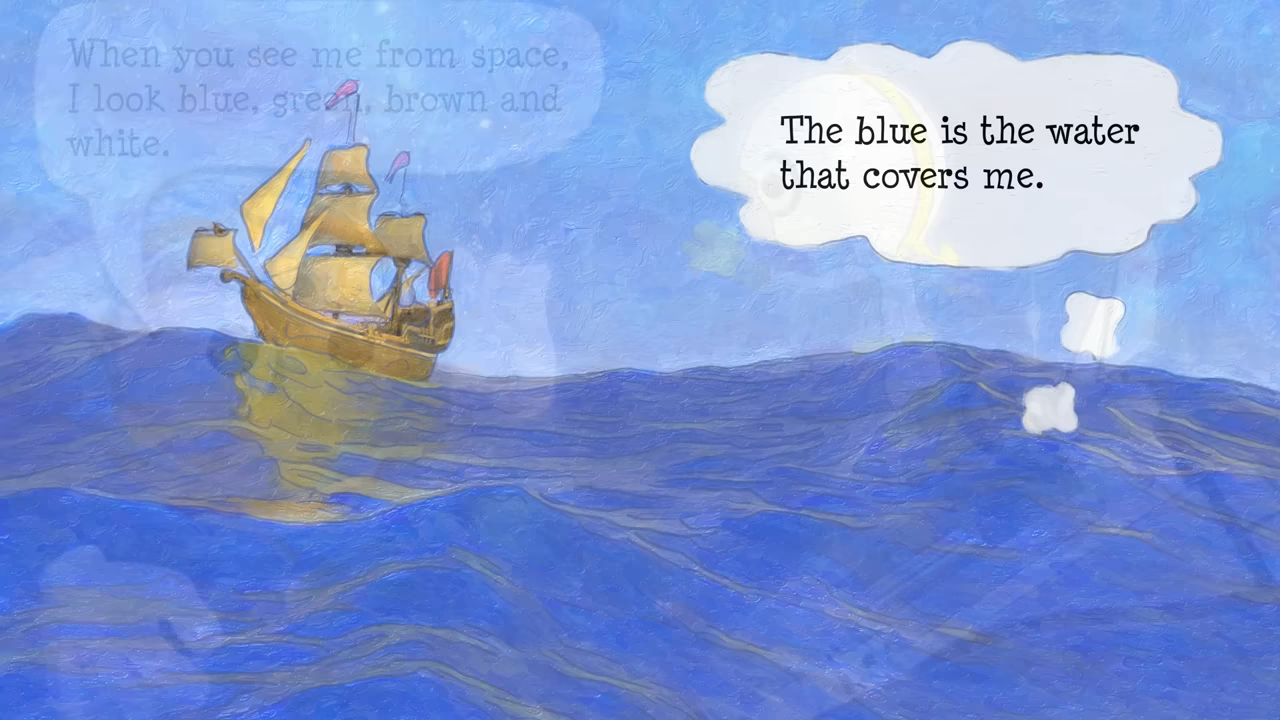 When you see me from space,
I look blue, green, brown and
white.
The blue is the water
that covers me.